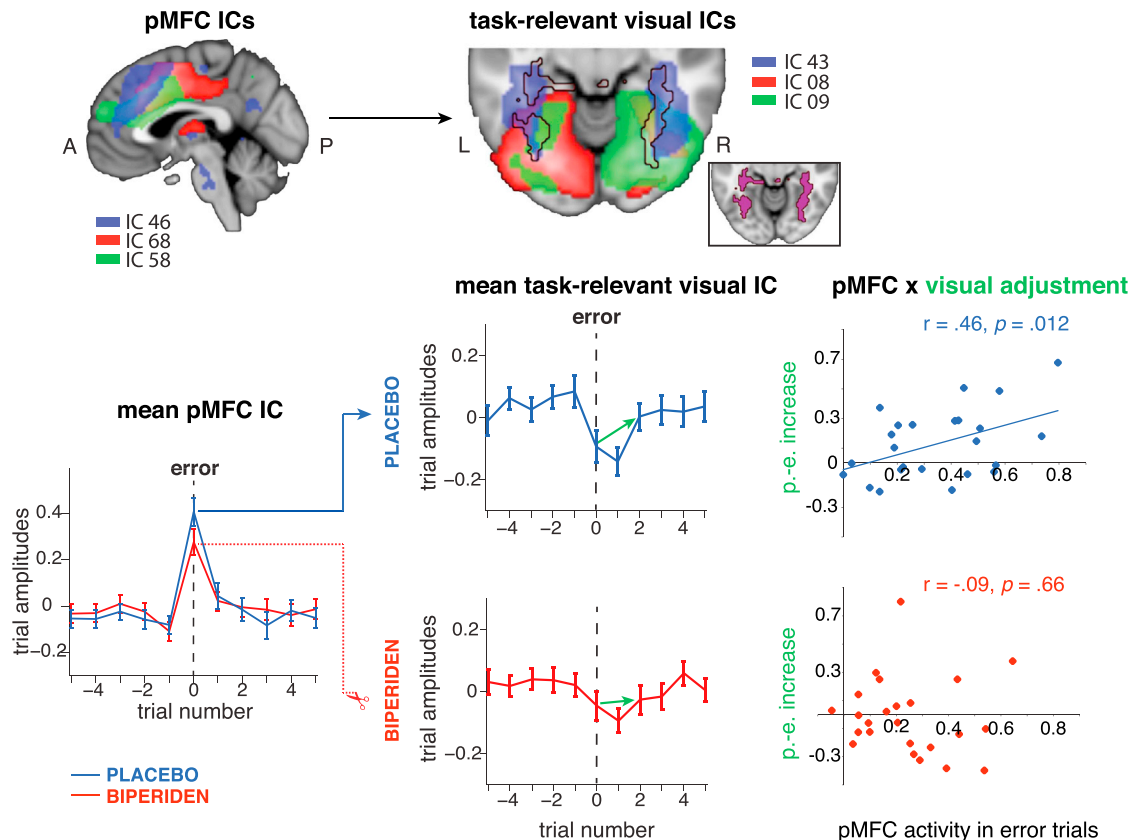 pMFC ICs
task-relevant visual ICs
A
P
IC 46
IC 68
IC 58
L
R
IC 43
IC 08
IC 09
mean pMFC IC
error
trial amplitudes
0.4
0.2
0
−0.2
−4
−2
0
2
4
trial number
PLACEBO
BIPERIDEN
PLACEBO
mean task-relevant visual IC
error
trial amplitudes
0.2
0
−0.2
−4
−2
0
2
4
BIPERIDEN
trial amplitudes
0.2
0
−0.2
−4
−2
0
2
4
trial number
pMFC x visual adjustment
r = .46, p = .012
p.-e. increase
0.7
0.3
0
-0.3
0.2
0.4
0.6
0.8
r = -.09, p = .66
p.-e. increase
0.7
0.3
-0.3
0.2
0.4
0.6
0.8
pMFC activity in error trials